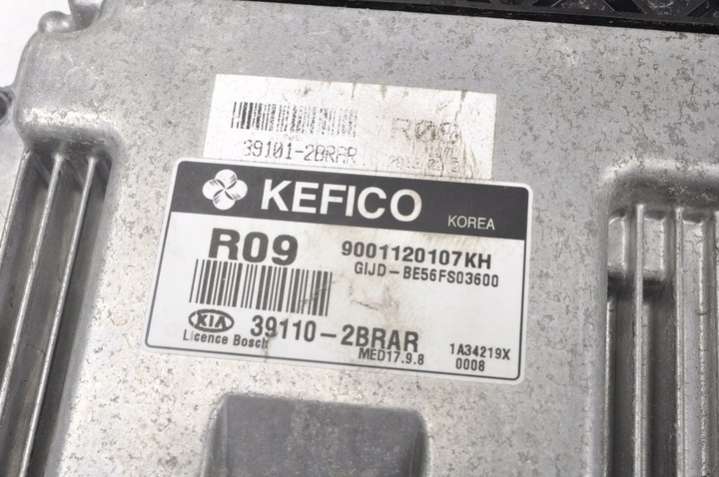 R09
39101-2BRAR
KEFICO KOREA
R09 9001120107KH
GIJD-BE56FS03600
KIA 39110-2BRAR 1A34219X
Licence Bosch MED17.9.8 0008